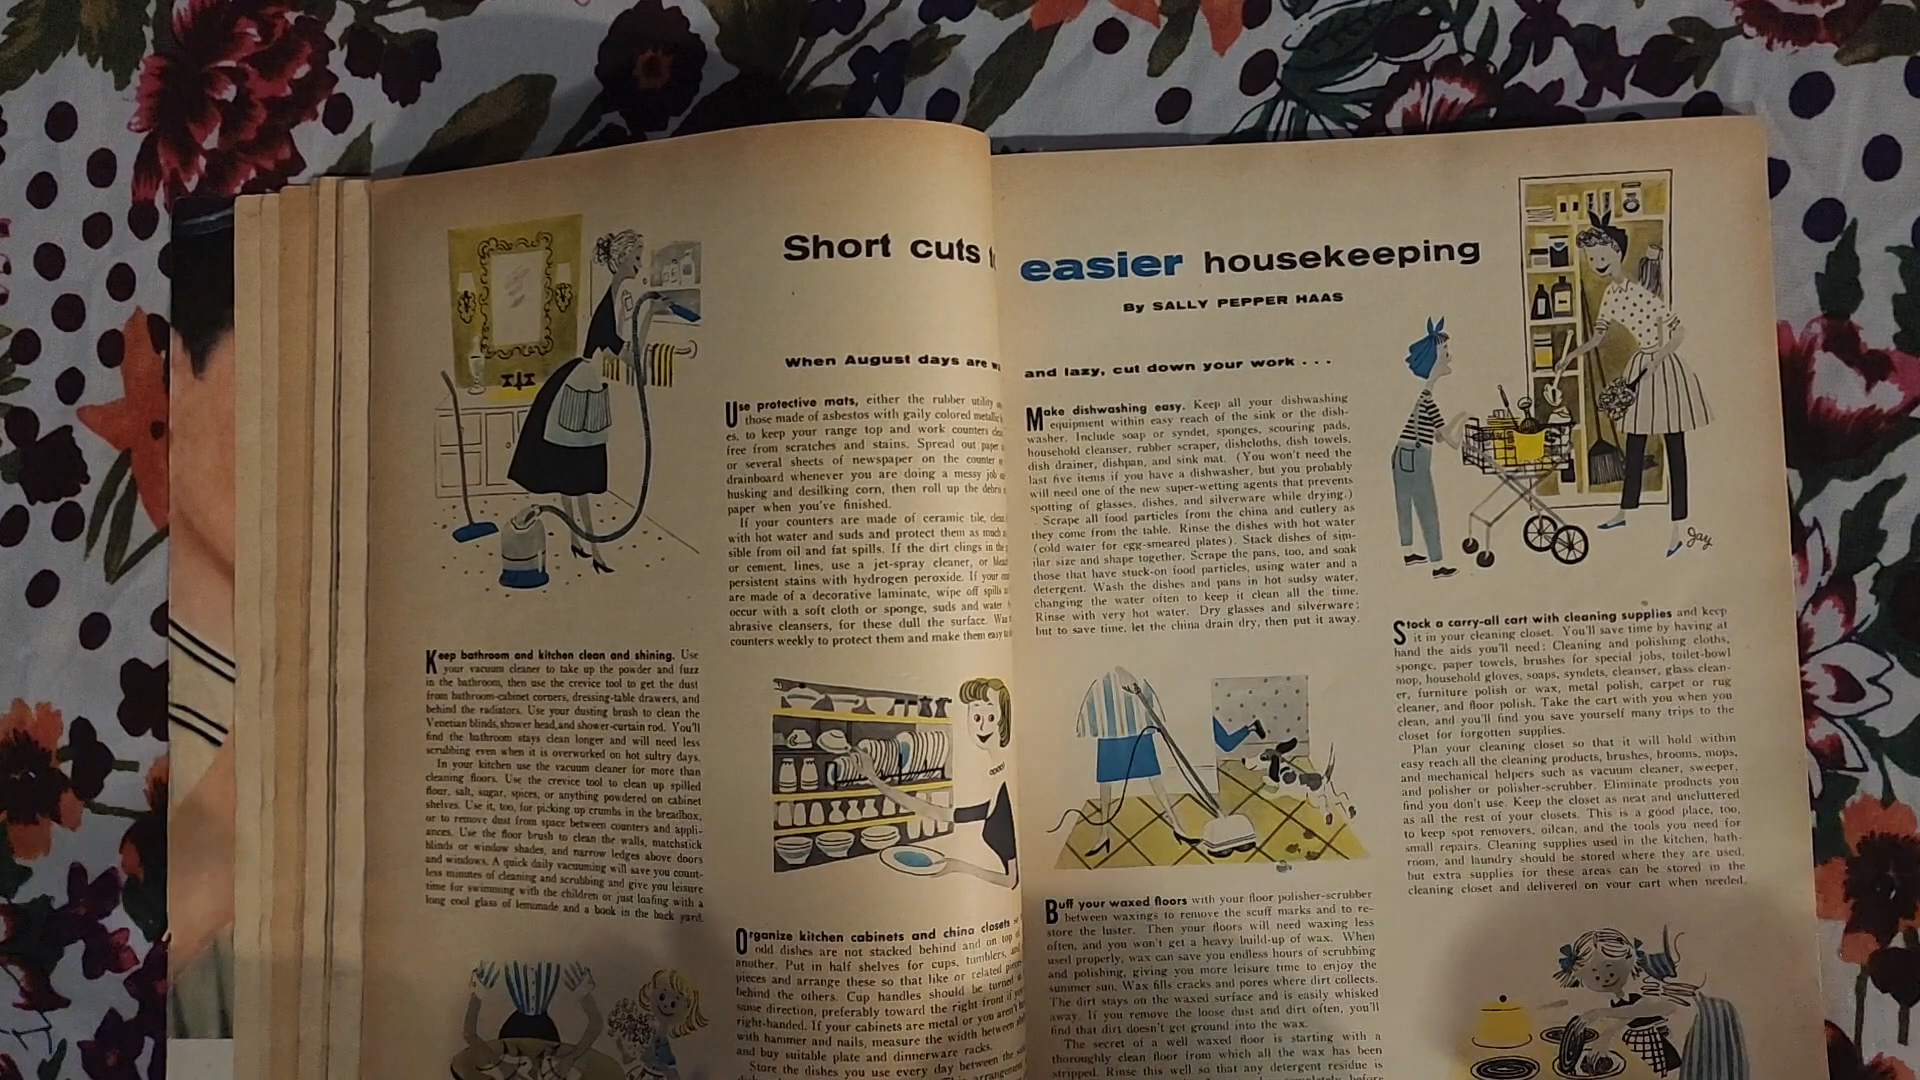 Short cuts
easier housekeeping
By SALLY PEPPER HAAS
When August days are
and lazy, cut down your work . . .
Keep bathroom and kitchen clean and shining. Use
your vacuum cleaner to take up the powder and fuzz
in the bathroom, then use the crevice tool to get the dust
from bathroom-cabinet corners, dressing-table drawers, and
behind the radiators. Use your dusting brush to clean the
Venetian blinds, shower head, and shower-curtain rod. You'll
find the bathroom stays clean longer and will need less
scrubbing even when it is overworked on hot sultry days.
In your kitchen use the vacuum cleaner for more than
cleaning floors. Use the crevice tool to clean up spilled
flour, salt, sugar, spices, or anything powdered on cabinet
shelves. Use it, too, for picking up crumbs in the breadbox,
or to remove dust from space between counters and appli-
ances. Use the floor brush to clean the walls, matchstick
blinds or window shades, and narrow ledges above doors
and windows. A quick daily vacuuming will save you count-
less minutes of cleaning and scrubbing and give you leisure
time for swimming with the children or just loafing with a
long cool glass of lemonade and a book in the back yard.
Use protective mats, either the rubber utility
those made of asbestos with gaily colored
es, to keep your range top and work counters
free from scratches and stains. Spread out paper
or several sheets of newspaper on the counter
drainboard whenever you are doing a messy job
husking and desilking corn, then roll up the debris
paper when you've finished.
If your counters are made of ceramic tile,
with hot water and suds and protect them as much
sible from oil and fat spills. If the dirt clings in the
or cement, lines, use a jet-spray cleaner, or
persistent stains with hydrogen peroxide. If your
are made of a decorative laminate, wipe off spills
occur with a soft cloth or sponge, suds and water
abrasive cleansers, for these dull the surface.
counters weekly to protect them and make them easy
Organize kitchen cabinets and china closets
odd dishes are not stacked behind and on top
another. Put in half shelves for cups, tumblers, and
pieces and arrange these so that like or related
behind the others. Cup handles should be turned
same direction, preferably toward the right front if
right-handed. If your cabinets are metal or you aren't
with hammer and nails, measure the width between
and buy suitable plate and dinnerware racks.
Store the dishes you use every day between the
This arrangement
Make dishwashing easy. Keep all your dishwashing
equipment within easy reach of the sink or the dish-
washer. Include soap or syndet, sponges, scouring pads,
household cleanser, rubber scraper, dishcloths, dish towels,
dish drainer, dishpan, and sink mat. (You won't need the
last five items if you have a dishwasher, but you probably
will need one of the new super-wetting agents that prevents
spotting of glasses, dishes, and silverware while drying.)
Scrape all food particles from the china and cutlery as
they come from the table. Rinse the dishes with hot water
(cold water for egg-smeared plates). Stack dishes of sim-
ilar size and shape together. Scrape the pans, too, and soak
those that have stuck-on food particles, using water and a
detergent. Wash the dishes and pans in hot sudsy water,
changing the water often to keep it clean all the time.
Rinse with very hot water. Dry glasses and silverware;
but to save time, let the china drain dry, then put it away.
Buff your waxed floors with your floor polisher-scrubber
between waxings to remove the scuff marks and to re-
store the luster. Then your floors will need waxing less
often, and you won't get a heavy build-up of wax. When
used properly, wax can save you endless hours of scrubbing
and polishing, giving you more leisure time to enjoy the
summer sun. Wax fills cracks and pores where dirt collects.
The dirt stays on the waxed surface and is easily whisked
away. If you remove the loose dust and dirt often, you'll
find that dirt doesn't get ground into the wax.
The secret of a well waxed floor is starting with a
thoroughly clean floor from which all the wax has been
stripped. Rinse this well so that any detergent residue is
completely before
Jay
Stock a carry-all cart with cleaning supplies and keep
it in your cleaning closet. You'll save time by having at
hand the aids you'll need: Cleaning and polishing cloths,
sponge, paper towels, brushes for special jobs, toilet-bowl
mop, household gloves, soaps, syndets, cleanser, glass clean-
er, furniture polish or wax, metal polish, carpet or rug
cleaner, and floor polish. Take the cart with you when you
clean, and you'll find you save yourself many trips to the
closet for forgotten supplies.
Plan your cleaning closet so that it will hold within
easy reach all the cleaning products, brushes, brooms, mops,
and mechanical helpers such as vacuum cleaner, sweeper,
and polisher or polisher-scrubber. Eliminate products you
find you don't use. Keep the closet as neat and uncluttered
as all the rest of your closets. This is a good place, too,
to keep spot removers, oilcan, and the tools you need for
small repairs. Cleaning supplies used in the kitchen, bath-
room, and laundry should be stored where they are used,
but extra supplies for these areas can be stored in the
cleaning closet and delivered on your cart when needed.